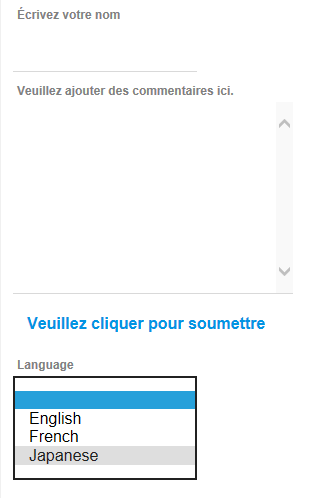 Écrivez votre nom
Veuillez ajouter des commentaires ici.
Veuillez cliquer pour soumettre
Language
English
French
Japanese